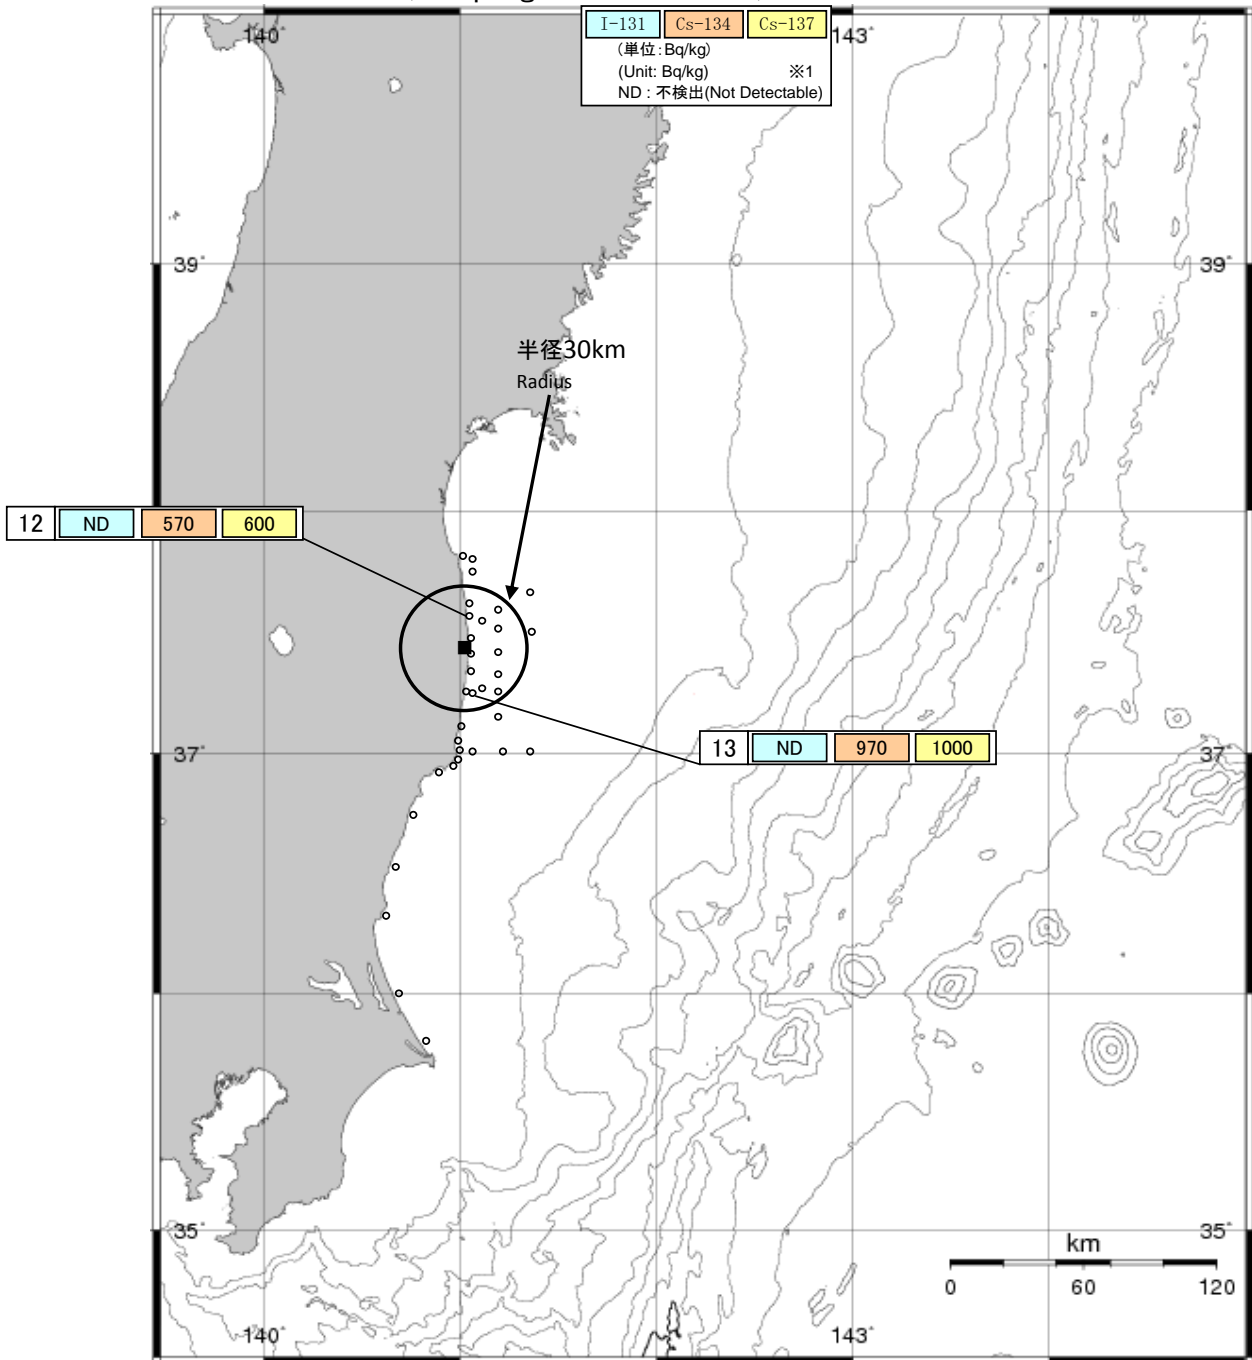 I-131 Cs-134 Cs-137
(単位:Bq/kg)
(Unit: Bq/kg) ※1
ND : 不検出(Not Detectable)
140° 143°
39° 39°
半径30km
Radius
12 ND 570 600
13 ND 970 1000
37° 37°
35° 35°
km
0 60 120
140° 143°